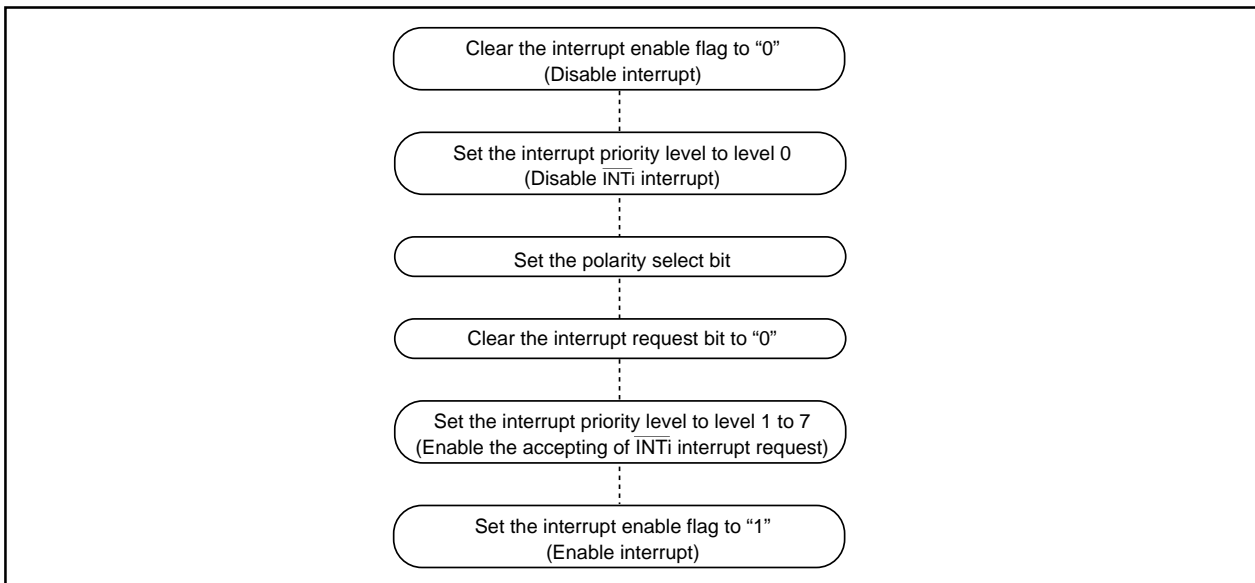 Clear the interrupt enable flag to “0”
(Disable interrupt)
Set the interrupt priority level to level 0
(Disable I̅N̅T̅i̅ interrupt)
Set the polarity select bit
Clear the interrupt request bit to “0”
Set the interrupt priority level to level 1 to 7
(Enable the accepting of I̅N̅T̅i̅ interrupt request)
Set the interrupt enable flag to “1”
(Enable interrupt)